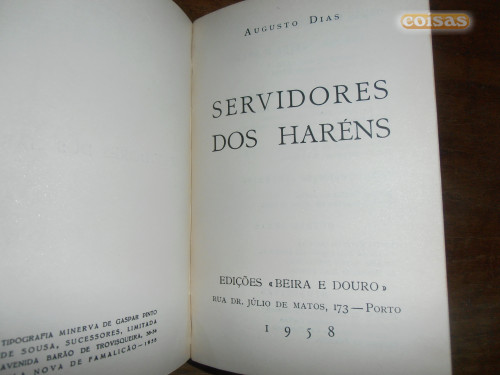 TIPOGRAFIA MINERVA DE GASPAR PINTO
DE SOUSA, SUCESSORES, LIMITADA
AVENIDA BARÃO DE TROVISQUEIRA,
LA NOVA DE FAMALICÃO—
AUGUSTO DIAS
SERVIDORES
DOS HARÉNS
EDIÇÕES «BEIRA E DOURO»
RUA DR. JÚLIO DE MATOS, 173—PORTO
1958
coisas